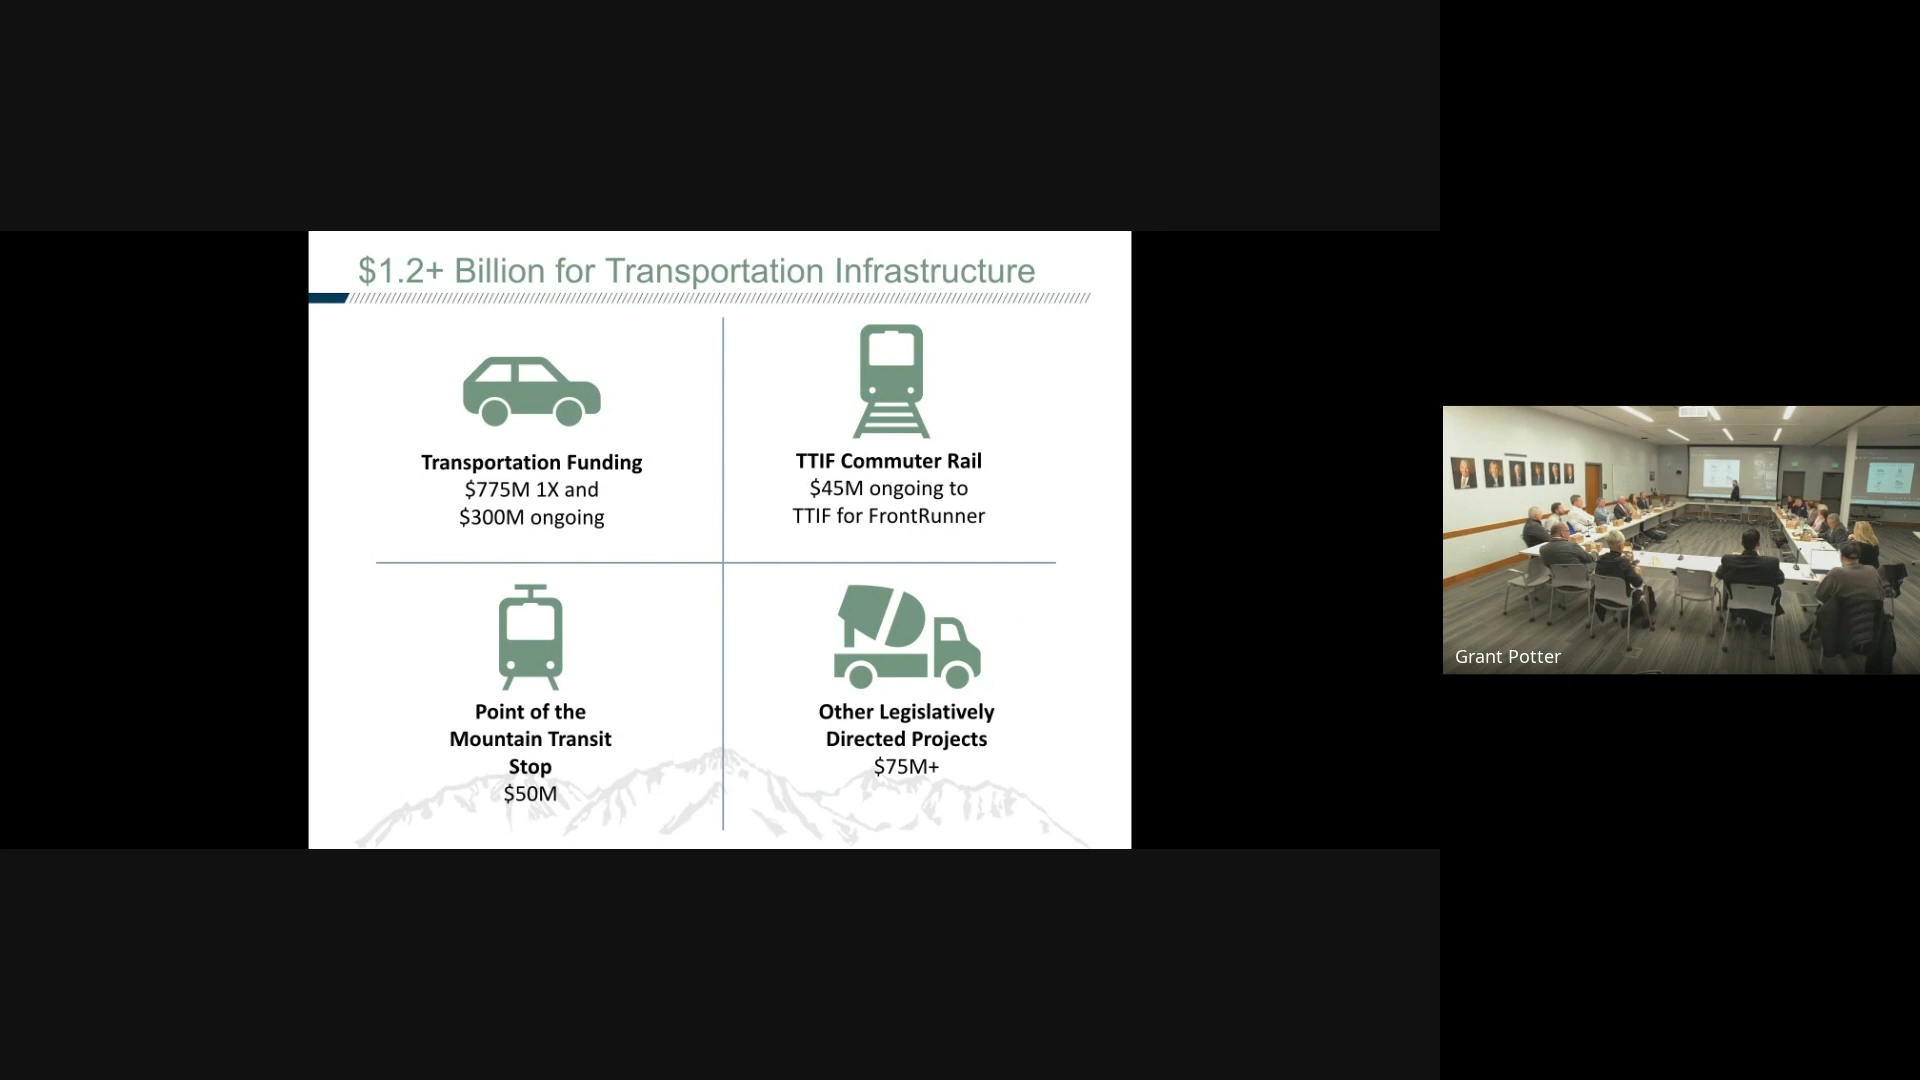 $1.2+ Billion for Transportation Infrastructure
Transportation Funding
$775M 1X and
$300M ongoing
TTIF Commuter Rail
$45M ongoing to
TTIF for FrontRunner
Point of the
Mountain Transit
Stop
$50M
Other Legislatively
Directed Projects
$75M+
Grant Potter